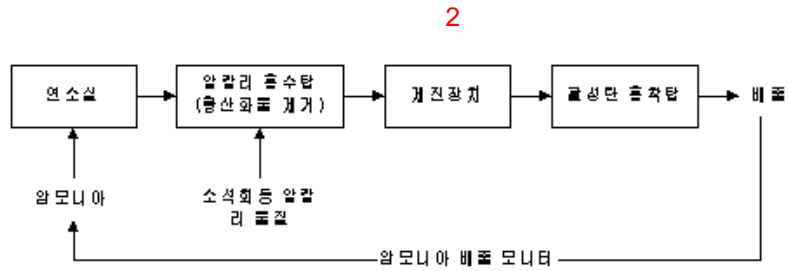 2
연소실
알칼리 흡수탑
(황산화물 제거)
제진장치
활성탄 흡착탑
배출
암모니아
소석회등 알칼
리 물질
암모니아 배출 모니터